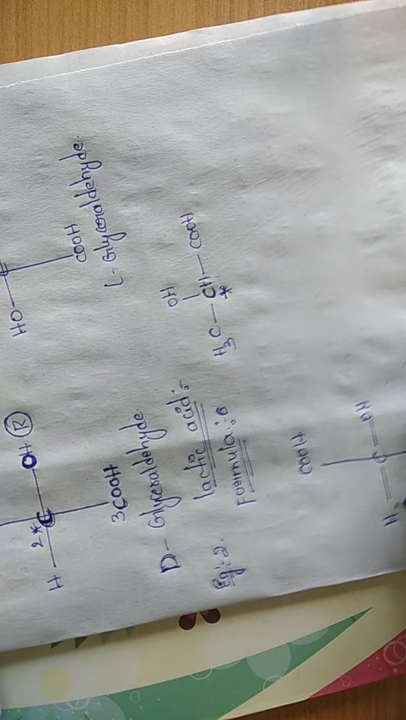 H 2* C OH R HO C
3COOH COOH
D- Glyceraldehyde L- Glyceraldehyde
Eg:2. lactic acid:-
Formula:- OH
H3C - CH - COOH
*
COOH
H - C - OH